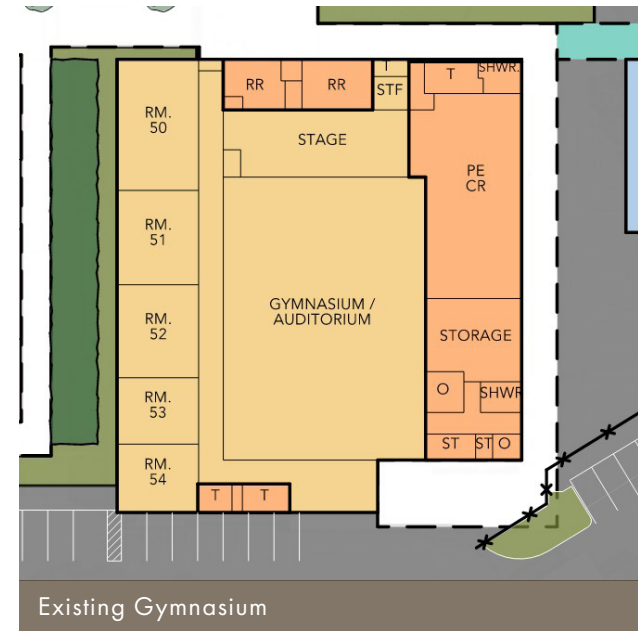 T
SHWR.
T
RR
RR
STF
RM.
50
STAGE
PE
CR
RM.
51
GYMNASIUM /
AUDITORIUM
RM.
52
STORAGE
O
SHWR
RM.
53
ST
ST
O
RM.
54
T
T
Existing Gymnasium